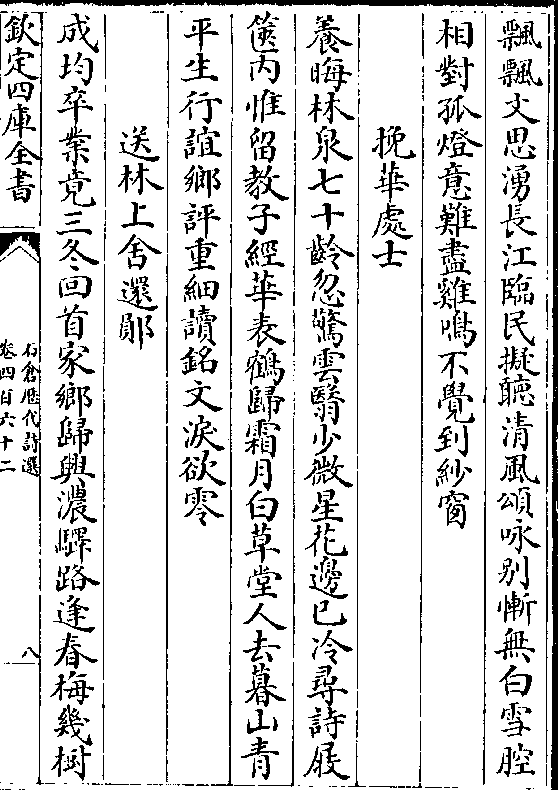 飄飄文思湧長江臨民擬聽清風頌咏别慚無白雪腔
相對孤燈意難盡雞鳴不覺到紗窗
挽華處士
養晦林泉七十齡忽驚雲翳少微星花邊已冷尋詩屐
篋內惟留教子經華表鶴歸霜月白草堂人去暮山青
平生行誼鄉評重細讀銘文淚欲零
送林上舍還鄖
成均卒業竟三冬回首家鄉歸興濃驛路逢春梅幾樹
欽定四庫全書
石倉歷代詩選
卷四百六十二
八